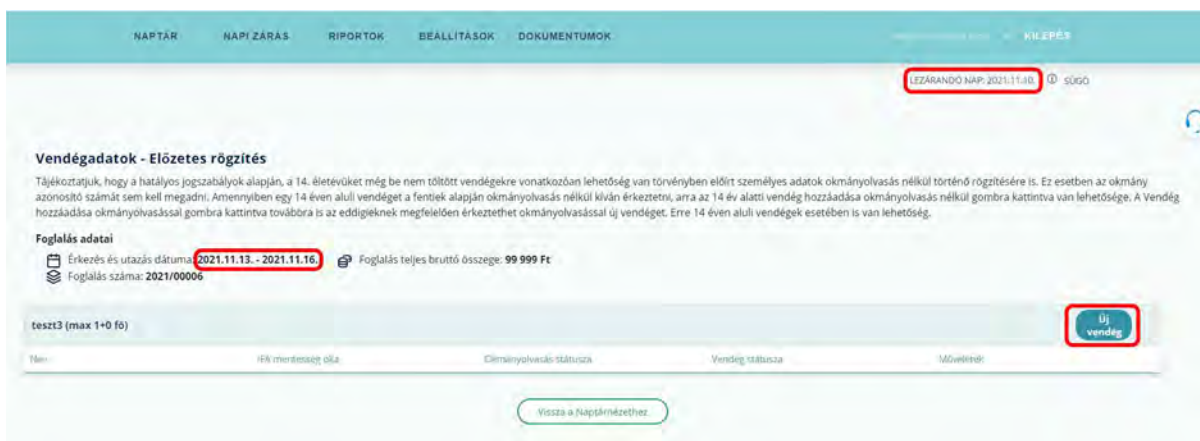 NAPTÁR NAPI ZÁRÁS RIPORTOK BEÁLLÍTÁSOK DOKUMENTUMOK KILÉPÉS
LEZÁRANDÓ NAP: 2021.11.10. SÚGÓ
Vendégadatok - Előzetes rögzítés
Tájékoztatjuk, hogy a hatályos jogszabályok alapján, a 14. életévüket még be nem töltött vendégekre vonatkozóan lehetőség van törvényben előírt személyes adatok okmányolvasás nélkül történő rögzítésére is. Ez esetben az okmány
azonosító számát sem kell megadni. Amennyiben egy 14 éven aluli vendéget a fentiek alapján okmányolvasás nélkül kíván érkeztetni, arra az 14 év alatti vendég hozzáadása okmányolvasás nélkül gombra kattintva van lehetősége. A Vendég
hozzáadása okmányolvasással gombra kattintva továbbra is az eddigieknek megfelelően érkeztethet okmányolvasással új vendéget. Erre 14 éven aluli vendégek esetében is van lehetőség.
Foglalás adatai
Érkezés és utazás dátuma: 2021.11.13. - 2021.11.16. Foglalás teljes bruttó összege: 99 999 Ft
Foglalás száma: 2021/00006
teszt3 (max 1+0 fő) Új
vendég
Név IFA mentesség oka Okmányolvasás státusza Vendég státusza Műveletek
Vissza a Naptárnézethez